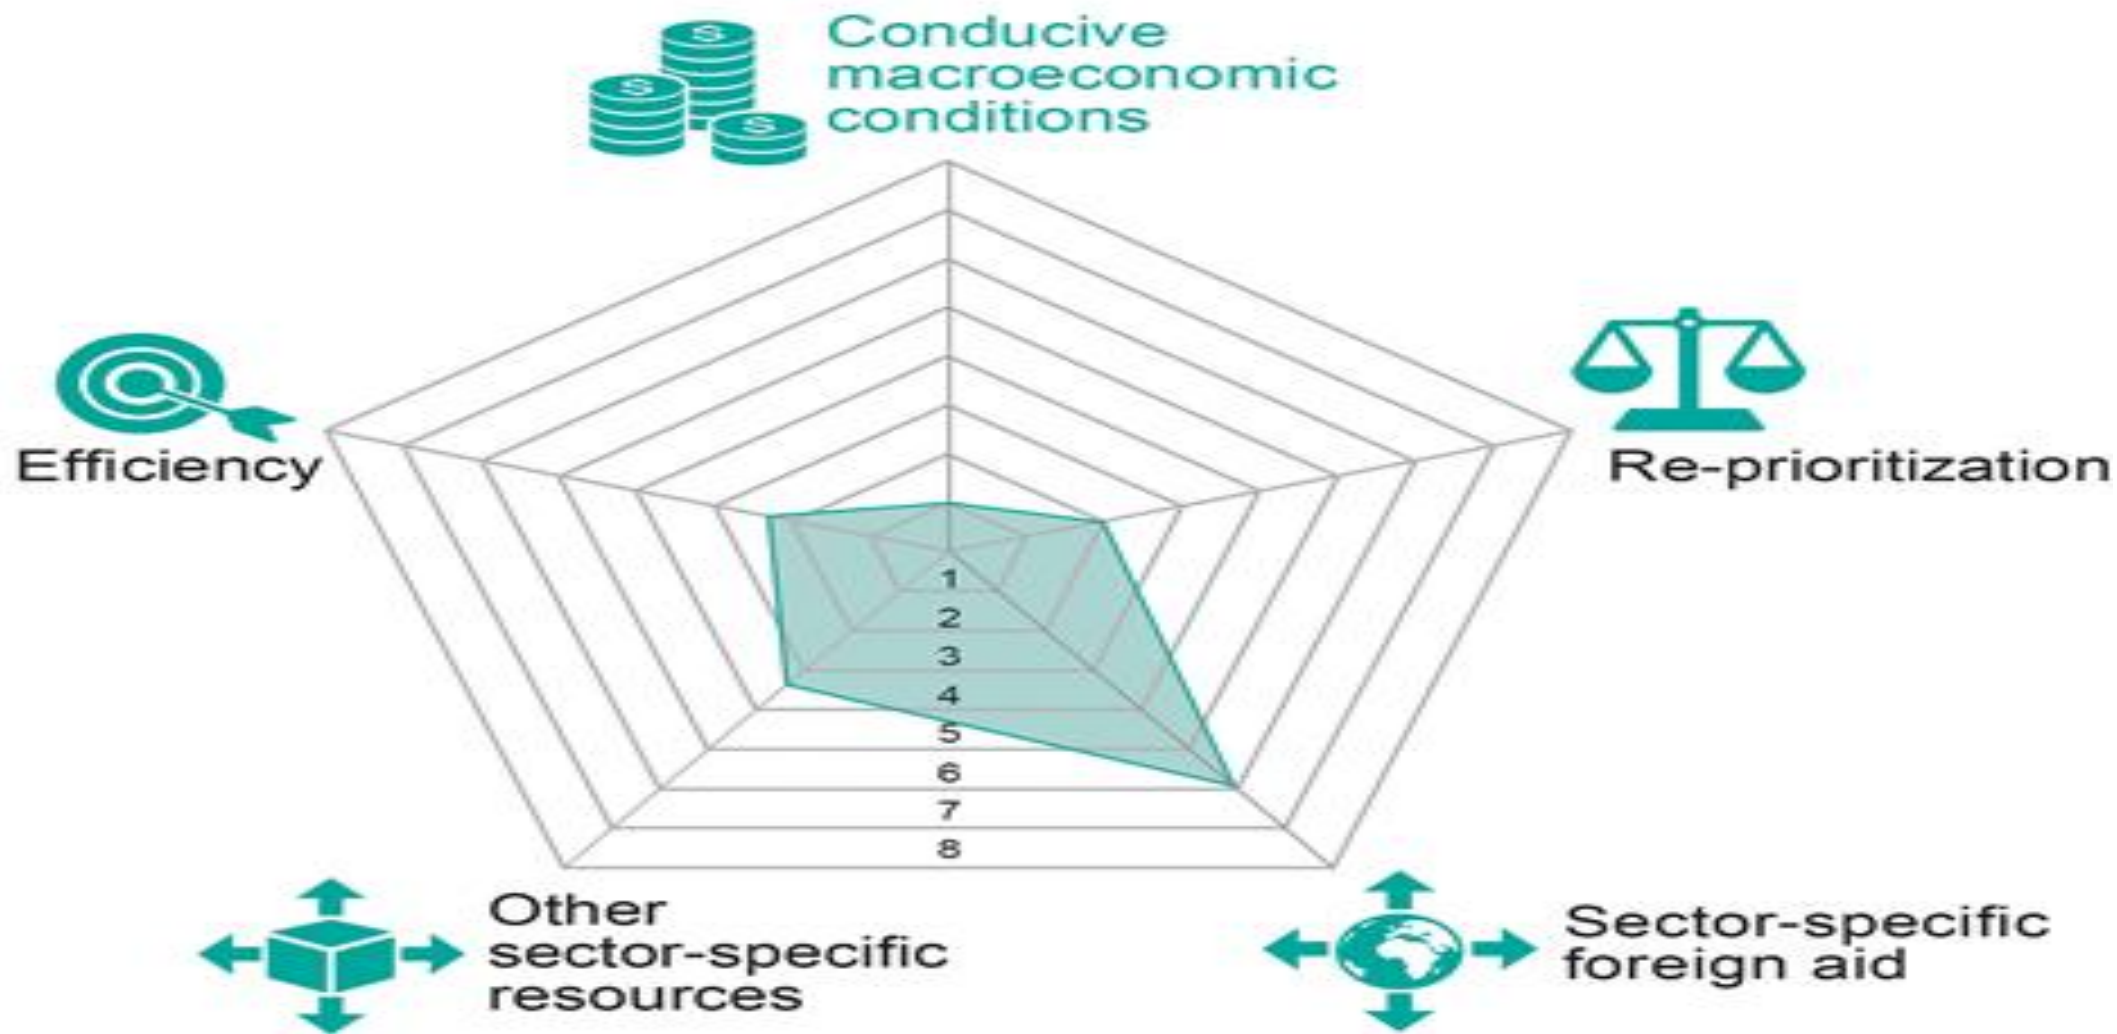 Conducive
macroeconomic
conditions
Efficiency
Re-prioritization
1
2
3
4
5
6
7
8
Other
sector-specific
resources
Sector-specific
foreign aid